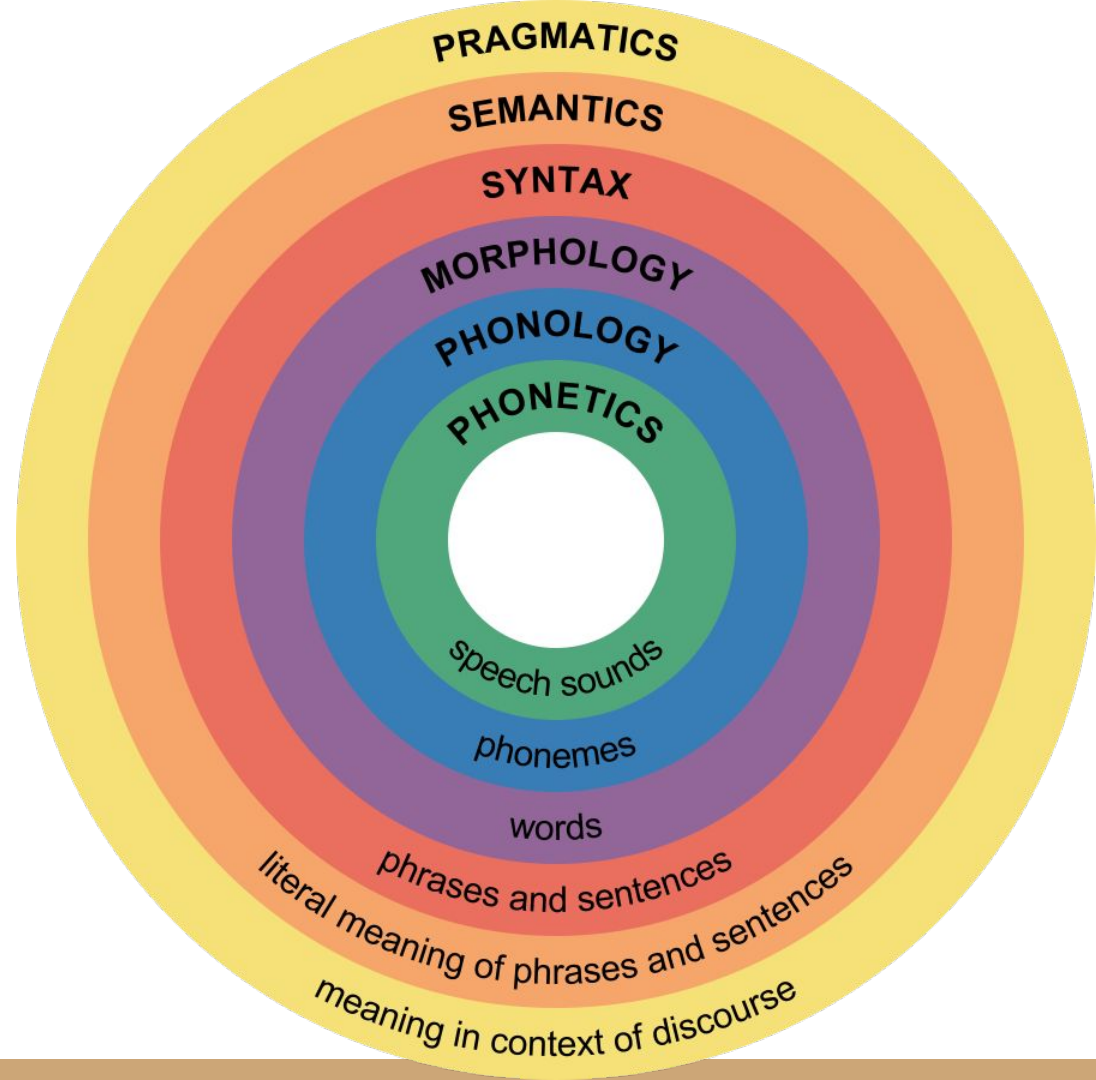 PRAGMATICS
SEMANTICS
SYNTAX
MORPHOLOGY
PHONOLOGY
PHONETICS
speech sounds
phonemes
words
phrases and sentences
literal meaning of phrases and sentences
meaning in context of discourse